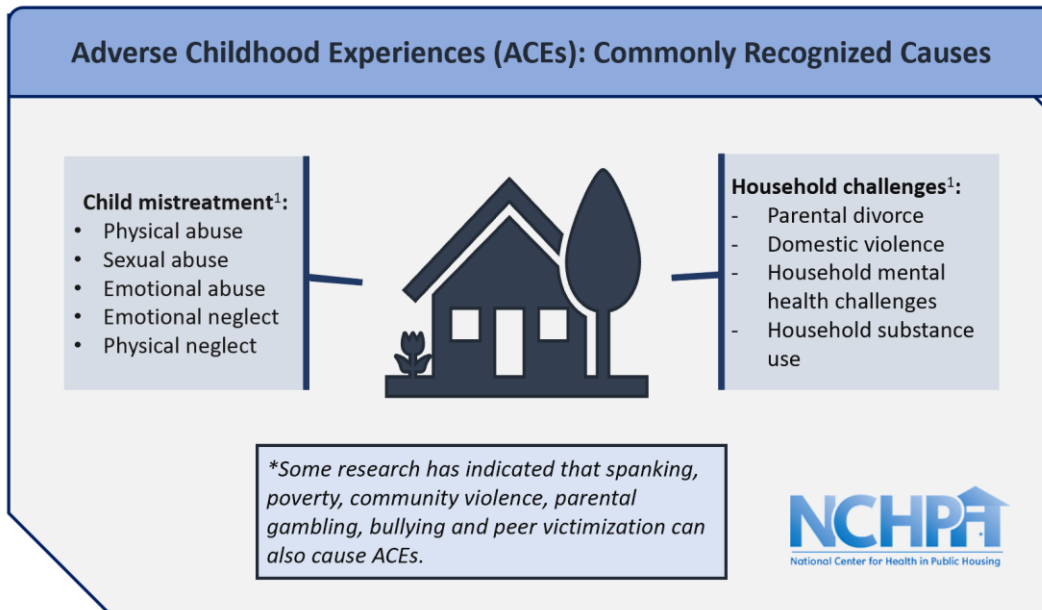 Adverse Childhood Experiences (ACEs): Commonly Recognized Causes
Child mistreatment¹:
• Physical abuse
• Sexual abuse
• Emotional abuse
• Emotional neglect
• Physical neglect
Household challenges¹:
- Parental divorce
- Domestic violence
- Household mental
health challenges
- Household substance
use
*Some research has indicated that spanking,
poverty, community violence, parental
gambling, bullying and peer victimization can
also cause ACEs.
NCHPH
National Center for Health in Public Housing